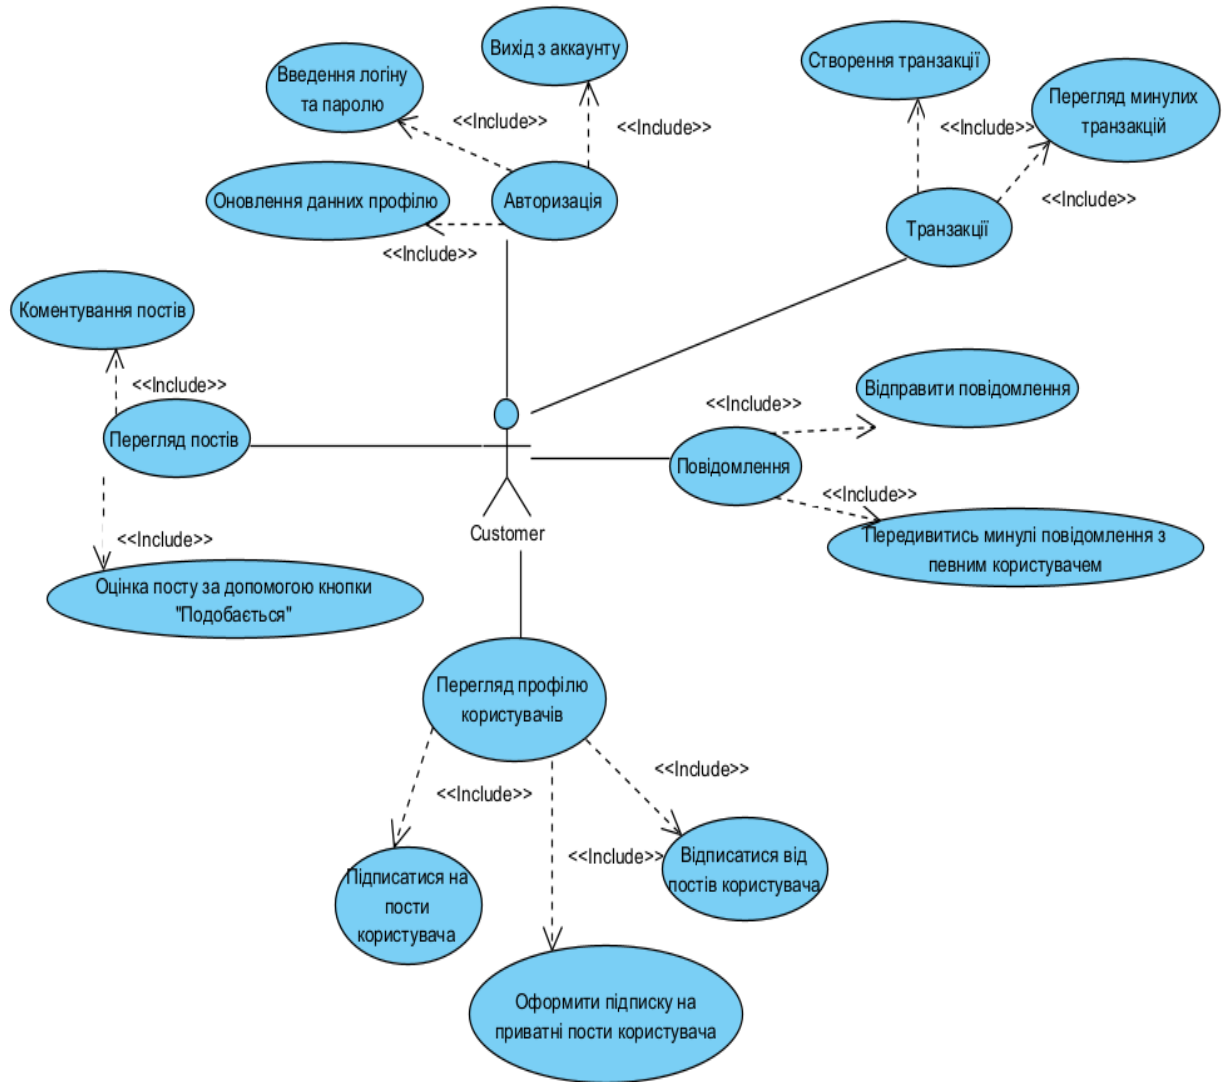 Вихід з аккаунту
Створення транзакції
Введення логіну
та паролю
Перегляд минулих
транзакцій
<<Include>>
<<Include>>
<<Include>>
Оновлення данних профілю
Авторизація
<<Include>>
Транзакції
<<Include>>
Коментування постів
<<Include>>
Відправити повідомлення
<<Include>>
Перегляд постів
Повідомлення
<<Include>>
Customer
<<Include>>
Передивитись минулі повідомлення з
певним користувачем
Оцінка посту за допомогою кнопки
"Подобається"
Перегляд профілю
користувачів
<<Include>>
<<Include>>
<<Include>>
Відписатися від
постів користувача
Підписатися на
пости
користувача
Оформити підписку на
приватні пости користувача